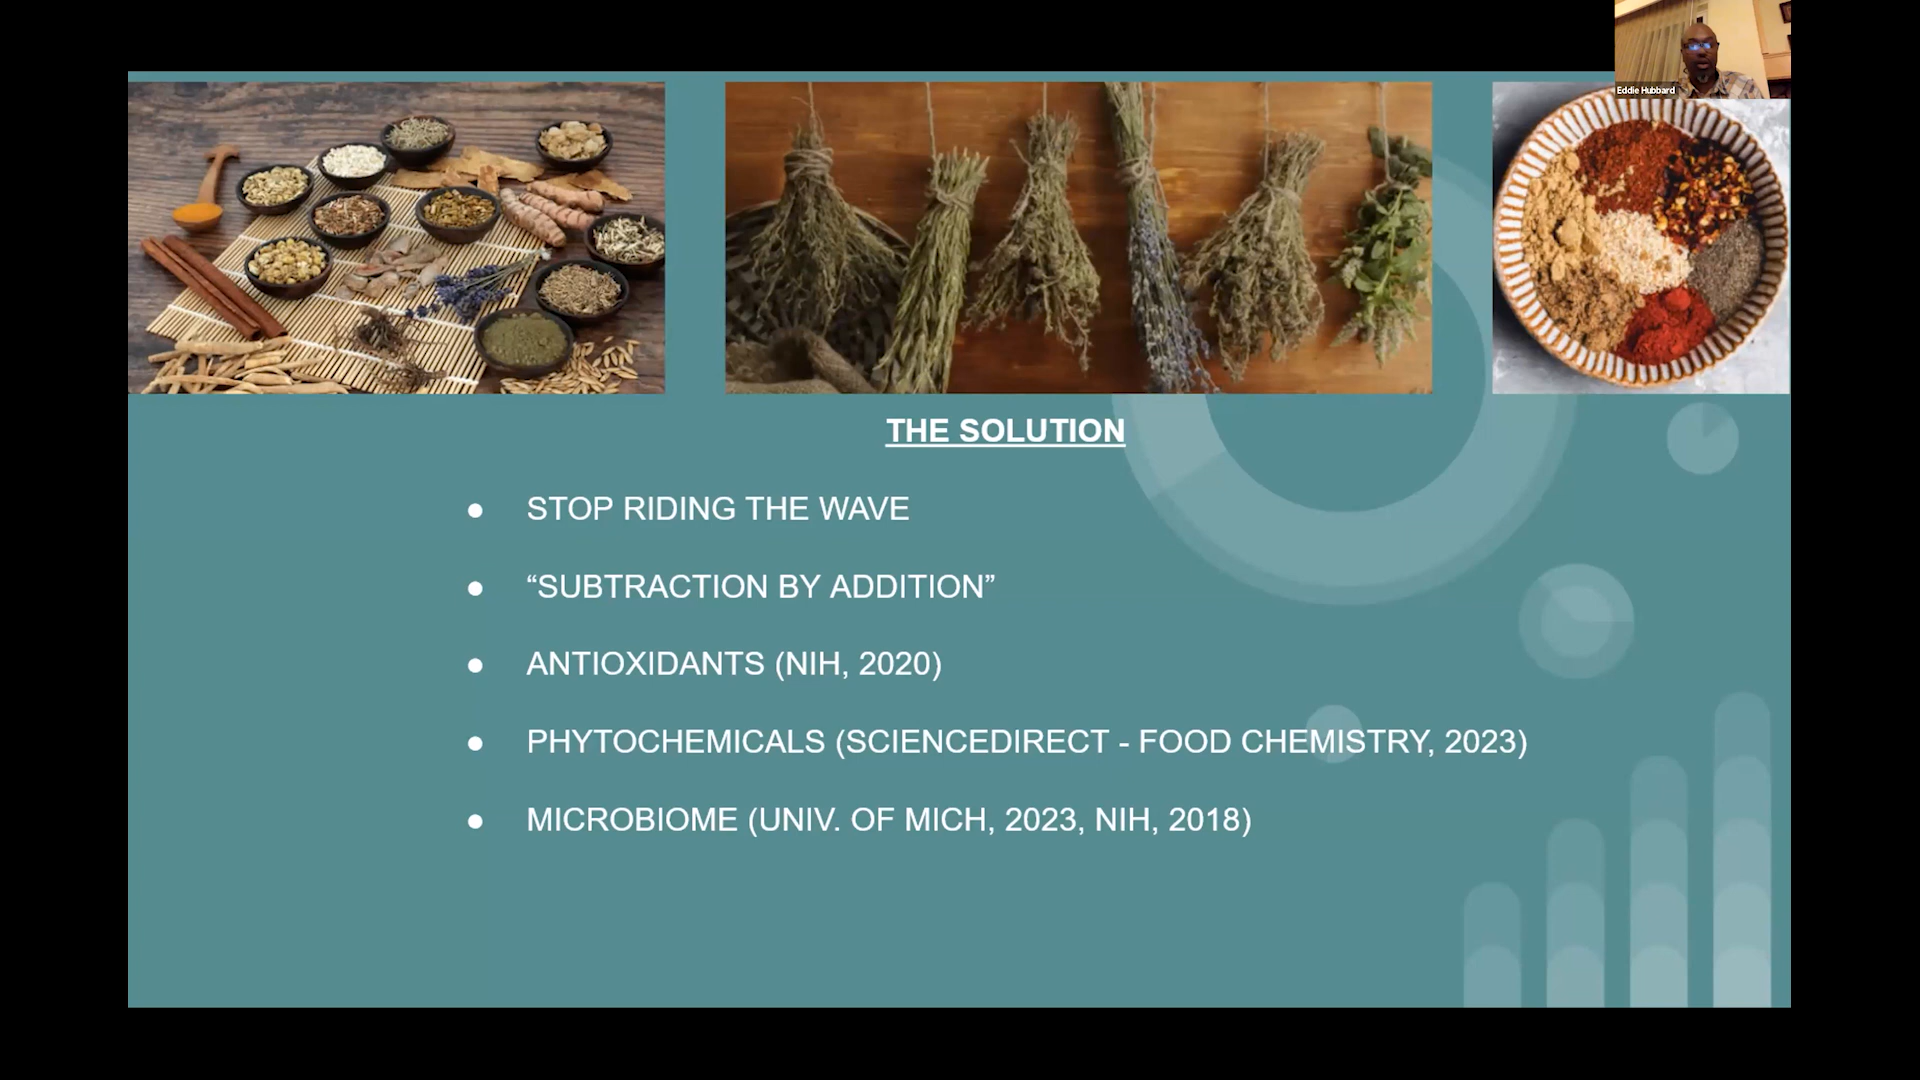 Eddie Hubbard
THE SOLUTION
● STOP RIDING THE WAVE
● “SUBTRACTION BY ADDITION”
● ANTIOXIDANTS (NIH, 2020)
● PHYTOCHEMICALS (SCIENCEDIRECT - FOOD CHEMISTRY, 2023)
● MICROBIOME (UNIV. OF MICH, 2023, NIH, 2018)